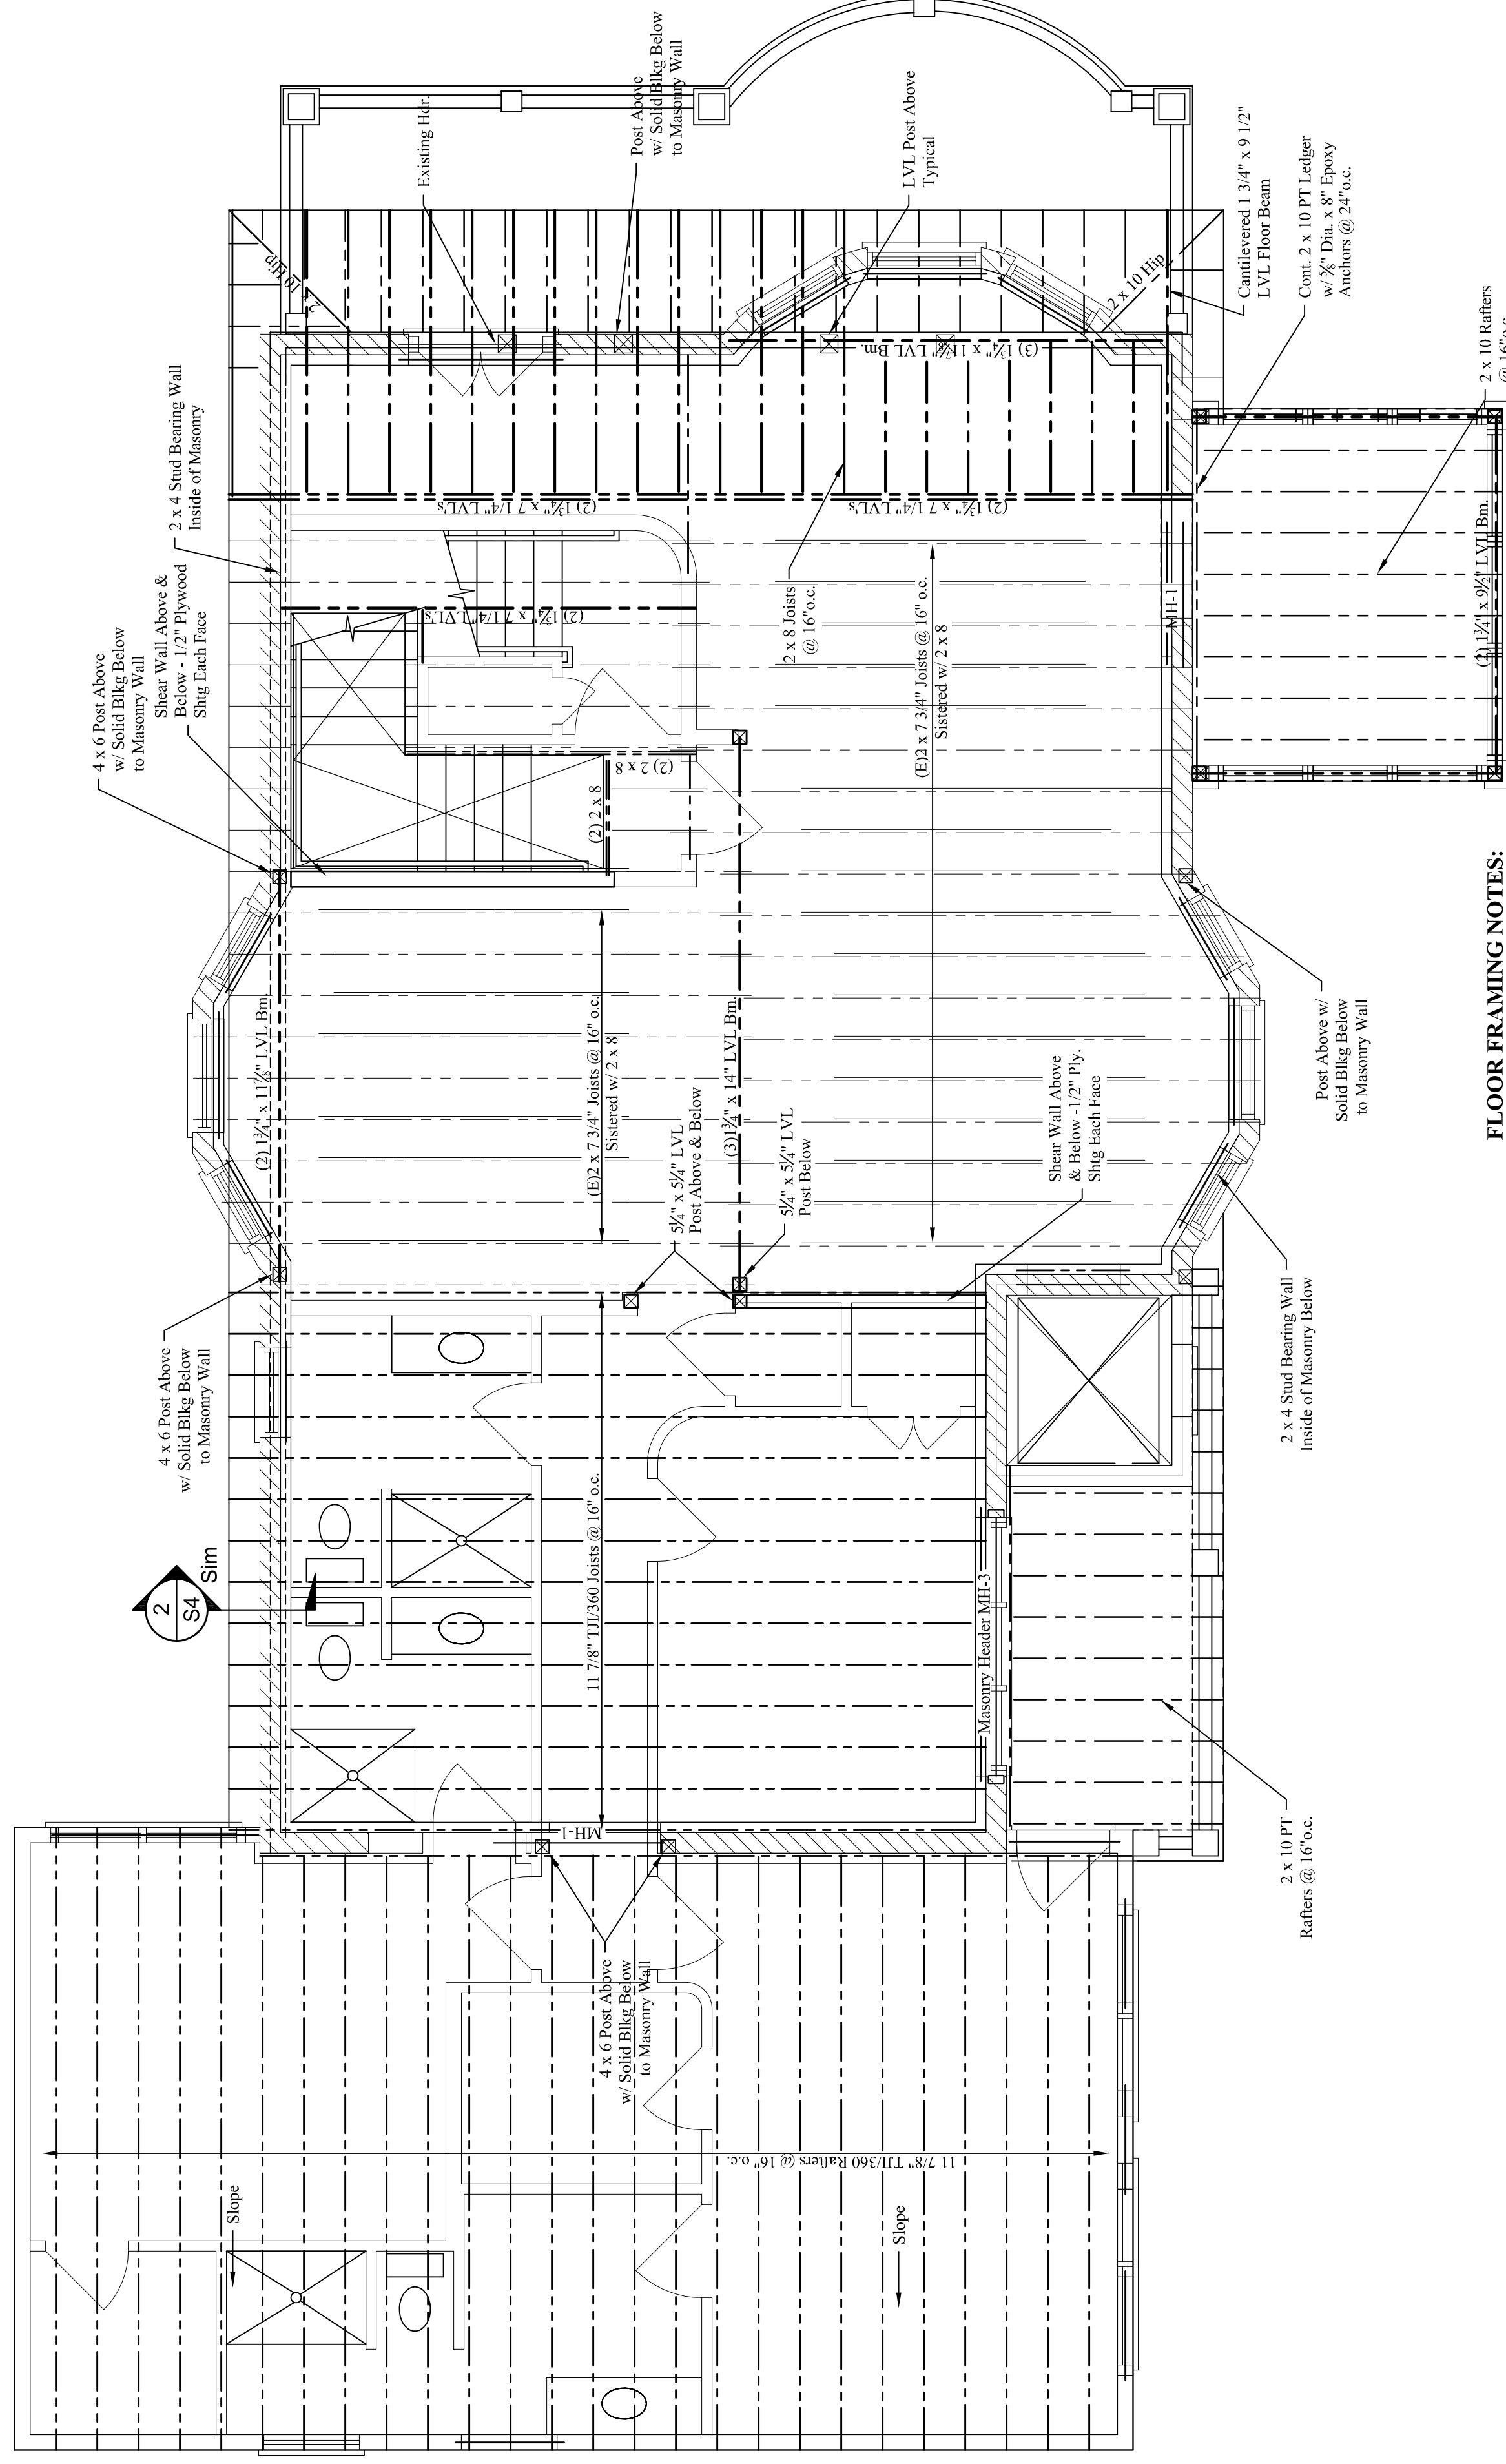 Existing Hdr.
Post Above
w/ Solid Blkg Below
to Masonry Wall
LVL Post Above
Typical
Cantilevered 1 3/4" x 9 1/2"
LVL Floor Beam
Cont. 2 x 10 PT Ledger
w/ ⅝" Dia. x 8" Epoxy
Anchors @ 24"o.c.
2 x 10 Rafters
@ 16"o.c.
2 x 10 Hip
2 x 10 Hip
2 x 4 Stud Bearing Wall
Inside of Masonry
Shear Wall Above &
Below - 1/2" Plywood
Shtg Each Face
4 x 6 Post Above
w/ Solid Blkg Below
to Masonry Wall
(3) 1¾" x 11⅞" LVL Bm.
(2) 1¾" x 7 1/4" LVL's
(2) 1¾" x 7 1/4" LVL's
(2) 1¾" x 7 1/4" LVL's
2 x 8 Joists
@ 16"o.c.
(2) 2 x 8
(2) 2 x 8
(E)2 x 7 3/4" Joists @ 16" o.c.
Sistered w/ 2 x 8
MH-1
(2) 1¾" x 9½" LVL Bm.
(2) 1¾" x 11⅞" LVL Bm.
(E)2 x 7 3/4" Joists @ 16" o.c.
Sistered w/ 2 x 8
(3)1¾" x 14" LVL Bm.
5¼" x 5¼" LVL
Post Above & Below
5¼" x 5¼" LVL
Post Below
Shear Wall Above
& Below -1/2" Ply.
Shtg Each Face
Post Above w/
Solid Blkg Below
to Masonry Wall
FLOOR FRAMING NOTES:
4 x 6 Post Above
w/ Solid Blkg Below
to Masonry Wall
2 x 4 Stud Bearing Wall
Inside of Masonry Below
2
S4
Sim
11 7/8" TJI/360 Joists @ 16" o.c.
Masonry Header MH-3
MH-1
2 x 10 PT
Rafters @ 16"o.c.
4 x 6 Post Above
w/ Solid Blkg Below
to Masonry Wall
11 7/8" TJI/360 Rafters @ 16" o.c.
Slope
Slope